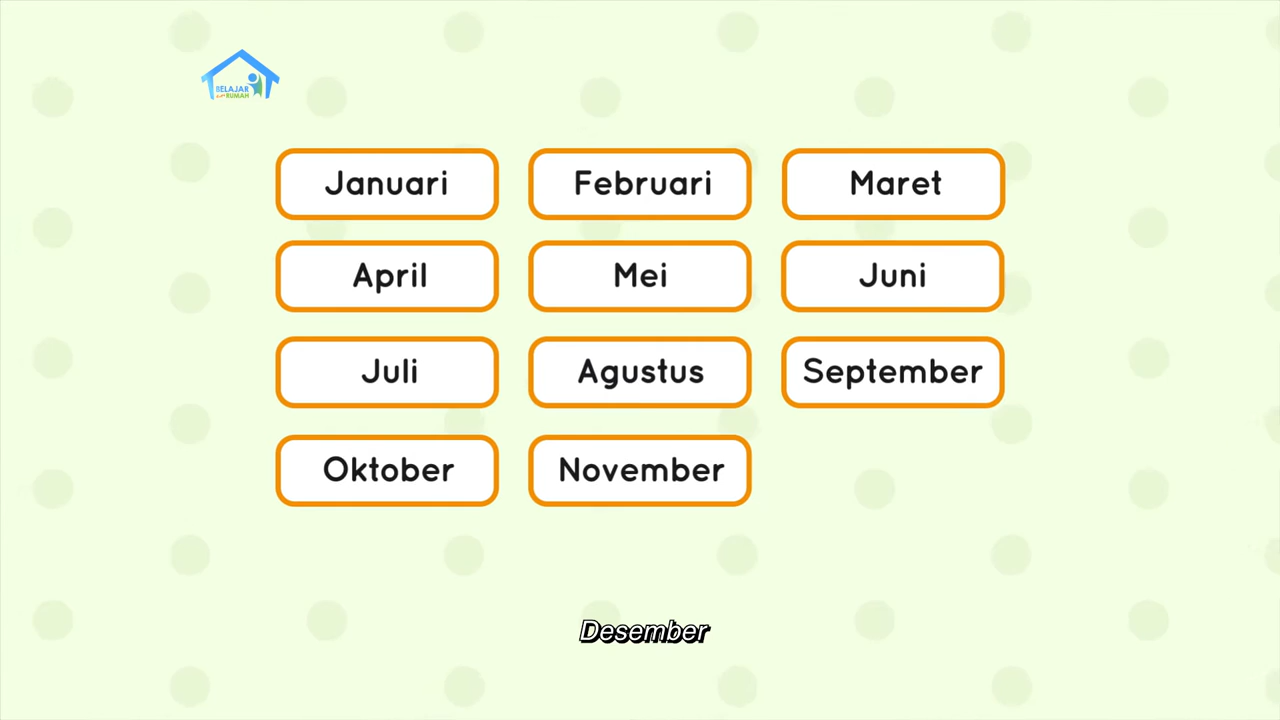 BELAJAR
RUMAH
Januari Februari Maret
April Mei Juni
Juli Agustus September
Oktober November
Desember